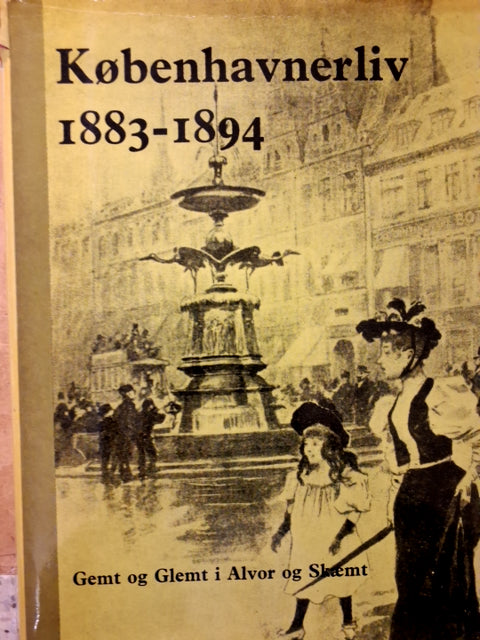 Københavnerliv
1883-1894
Gemt og Glemt i Alvor og Skæmt